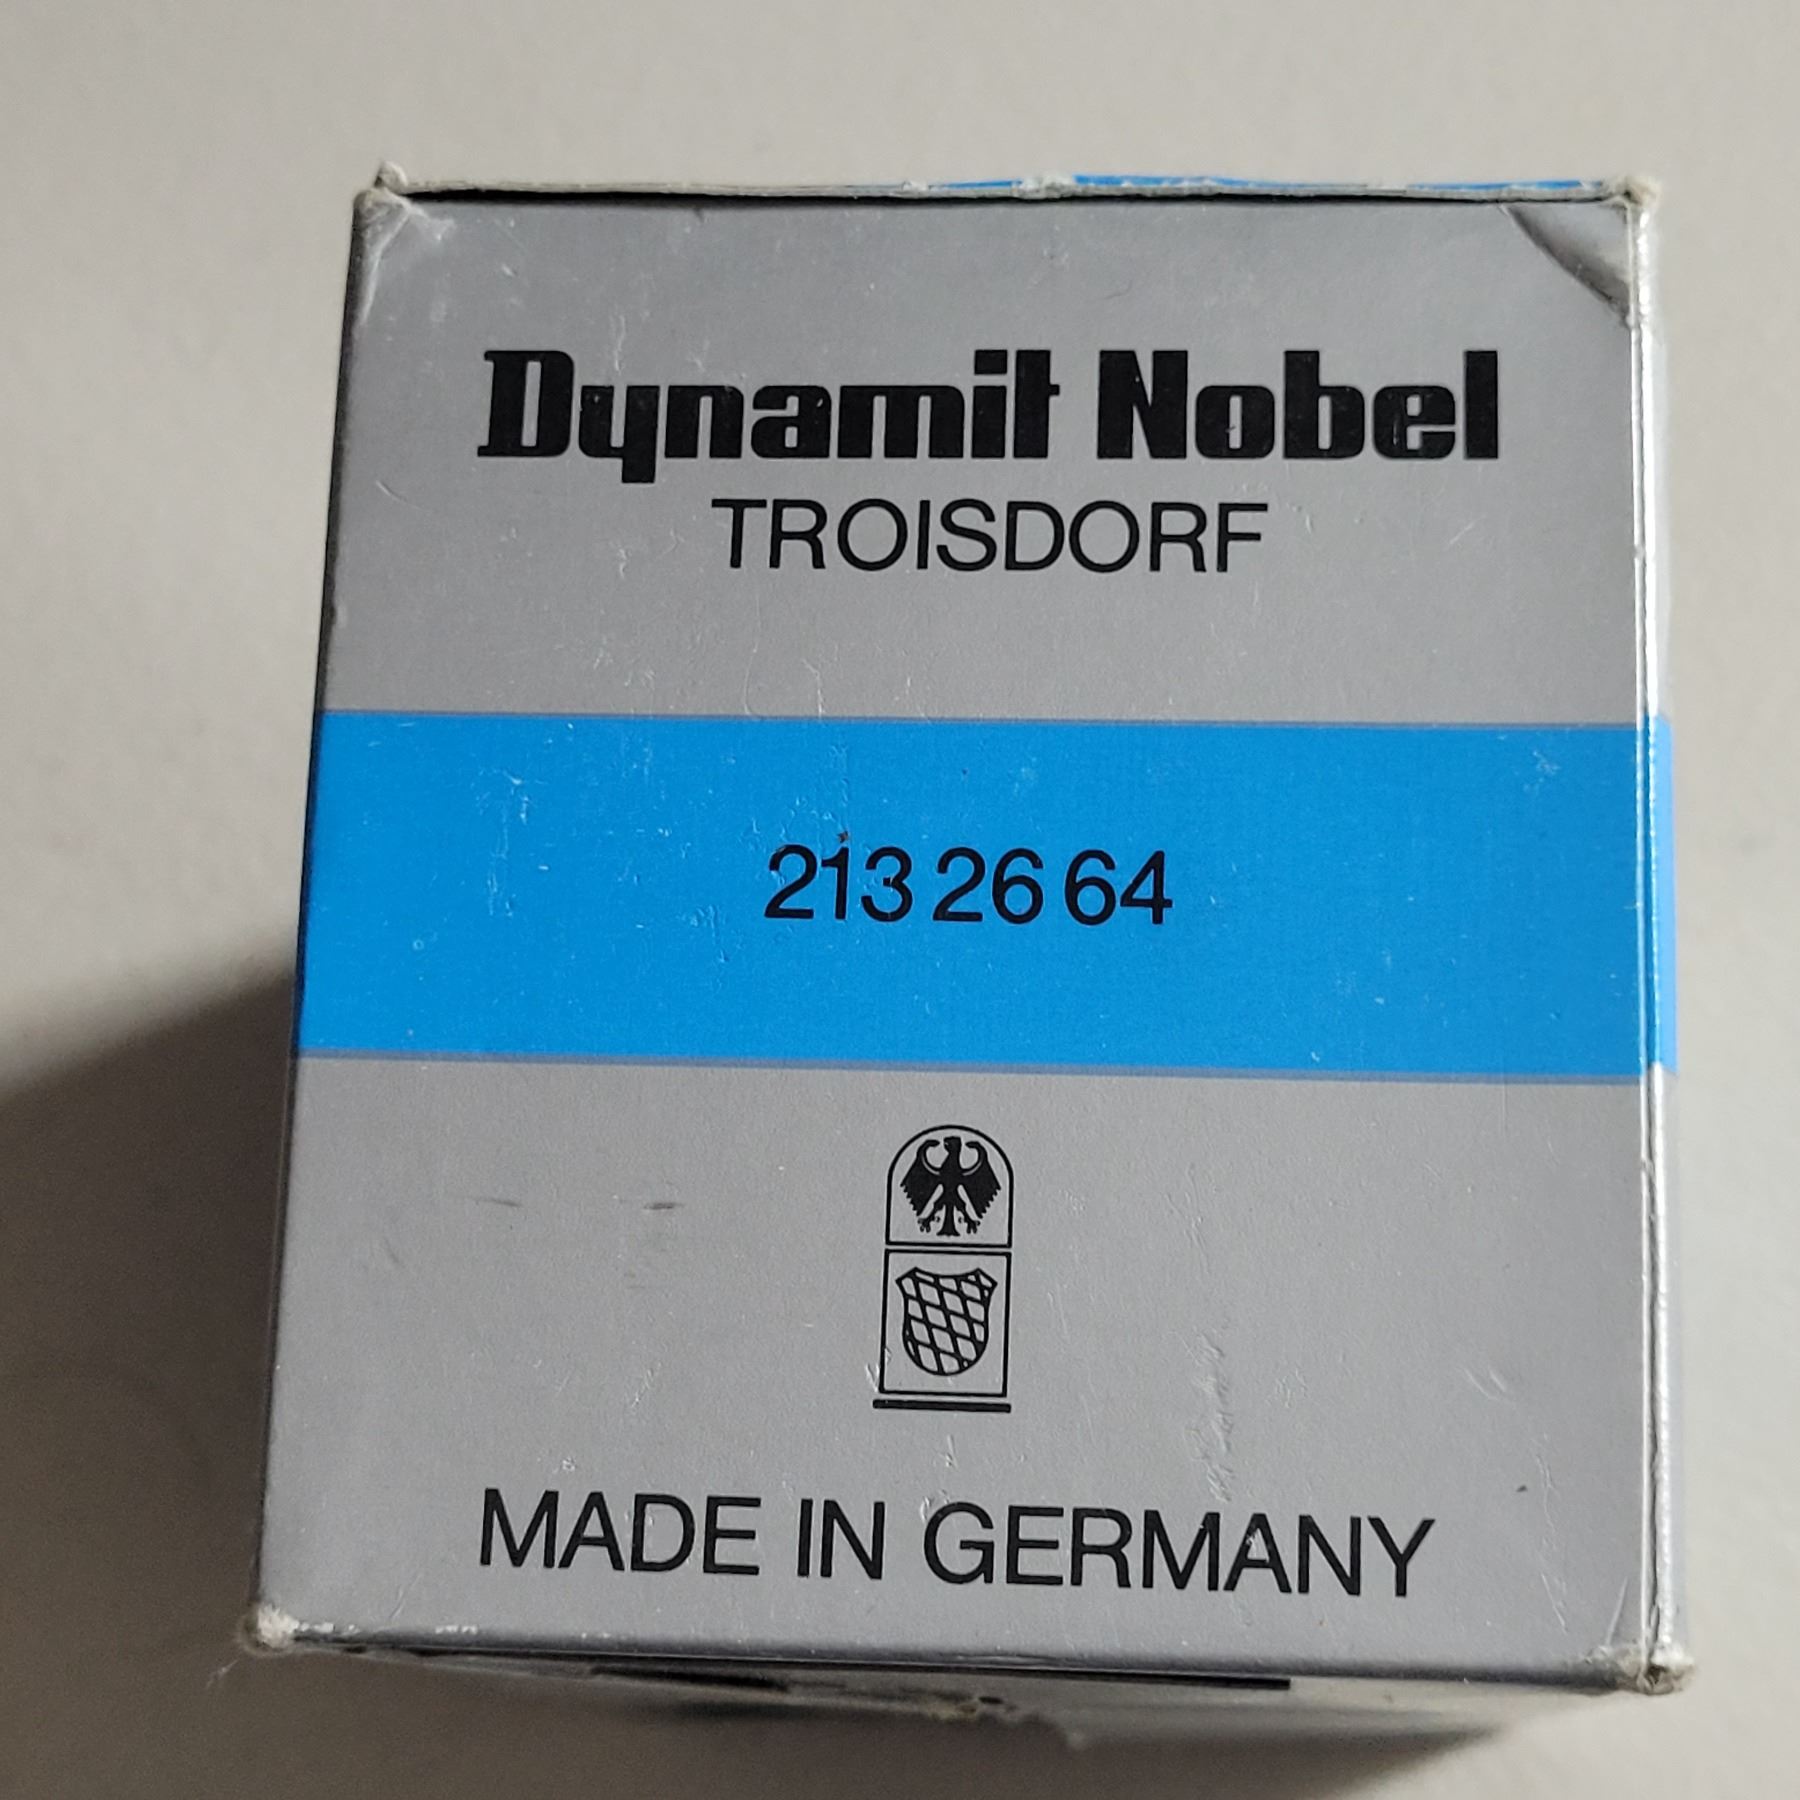 Dynamit Nobel
TROISDORF
213 26 64
MADE IN GERMANY